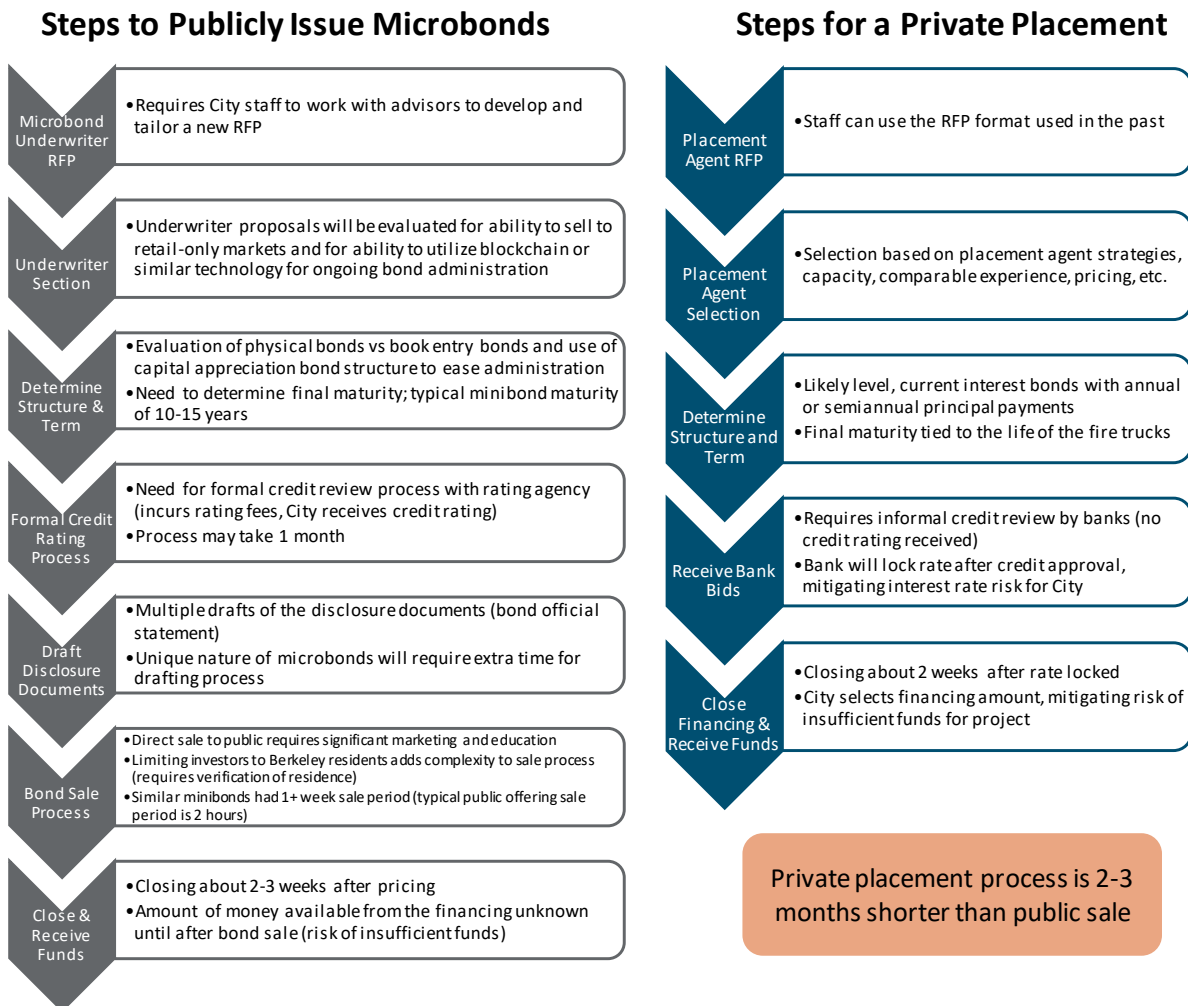 Steps to Publicly Issue Microbonds
Microbond
Underwriter
RFP
•Requires City staff to work with advisors to develop and
tailor a new RFP
Underwriter
Section
•Underwriter proposals will be evaluated for ability to sell to
retail-only markets and for ability to utilize blockchain or
similar technology for ongoing bond administration
Determine
Structure &
Term
•Evaluation of physical bonds vs book entry bonds and use of
capital appreciation bond structure to ease administration
•Need to determine final maturity; typical minibond maturity
of 10-15 years
Formal Credit
Rating
Process
•Need for formal credit review process with rating agency
(incurs rating fees, City receives credit rating)
•Process may take 1 month
Draft
Disclosure
Documents
•Multiple drafts of the disclosure documents (bond official
statement)
•Unique nature of microbonds will require extra time for
drafting process
Bond Sale
Process
•Direct sale to public requires significant marketing and education
•Limiting investors to Berkeley residents adds complexity to sale process
(requires verification of residence)
•Similar minibonds had 1+ week sale period (typical public offering sale
period is 2 hours)
Close &
Receive
Funds
•Closing about 2-3 weeks after pricing
•Amount of money available from the financing unknown
until after bond sale (risk of insufficient funds)
Steps for a Private Placement
Placement
Agent RFP
•Staff can use the RFP format used in the past
Placement
Agent
Selection
•Selection based on placement agent strategies,
capacity, comparable experience, pricing, etc.
Determine
Structure and
Term
•Likely level, current interest bonds with annual
or semiannual principal payments
•Final maturity tied to the life of the fire trucks
Receive Bank
Bids
•Requires informal credit review by banks (no
credit rating received)
•Bank will lock rate after credit approval,
mitigating interest rate risk for City
Close
Financing &
Receive Funds
•Closing about 2 weeks after rate locked
•City selects financing amount, mitigating risk of
insufficient funds for project
Private placement process is 2-3
months shorter than public sale